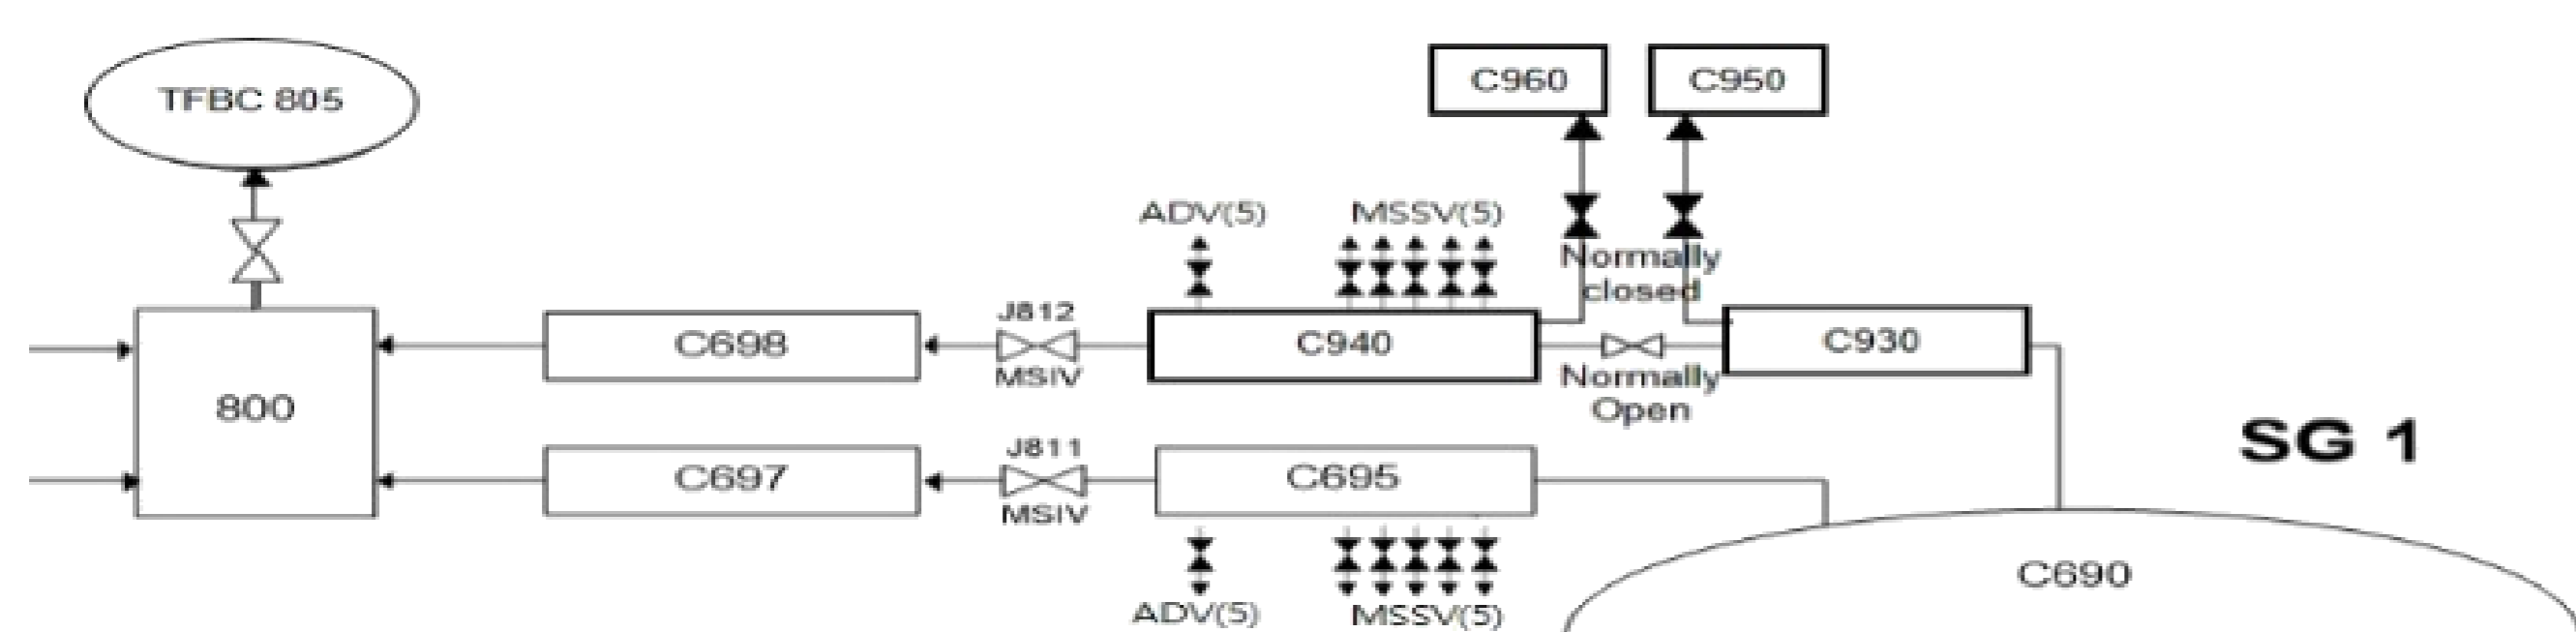 TFBC 805
C960
C950
ADV(5)
MSSV(5)
Normally
closed
J812
C698
C940
C930
MSIV
Normally
Open
800
SG 1
J811
C697
C695
MSIV
C690
ADV(5)
MSSV(5)